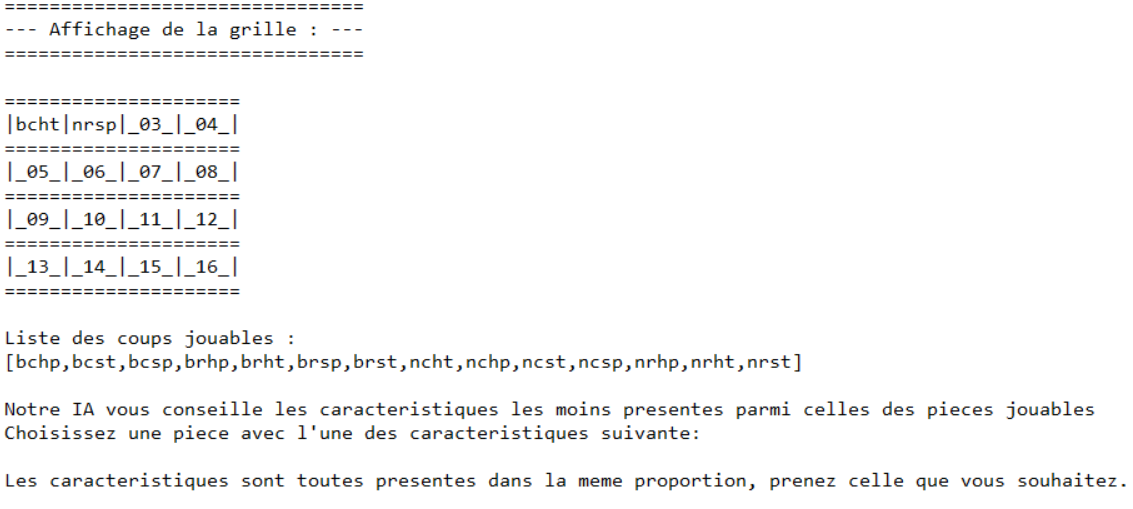 ================================
--- Affichage de la grille : ---
================================
=====================
|bcht|nrsp|_03_|_04_|
=====================
|_05_|_06_|_07_|_08_|
=====================
|_09_|_10_|_11_|_12_|
=====================
|_13_|_14_|_15_|_16_|
=====================
Liste des coups jouables :
[bchp,bcst,bcsp,brhp,brht,brsp,brst,ncht,nchp,ncst,ncsp,nrhp,nrht,nrst]
Notre IA vous conseille les caracteristiques les moins presentes parmi celles des pieces jouables
Choisissez une piece avec l'une des caracteristiques suivante:
Les caracteristiques sont toutes presentes dans la meme proportion, prenez celle que vous souhaitez.